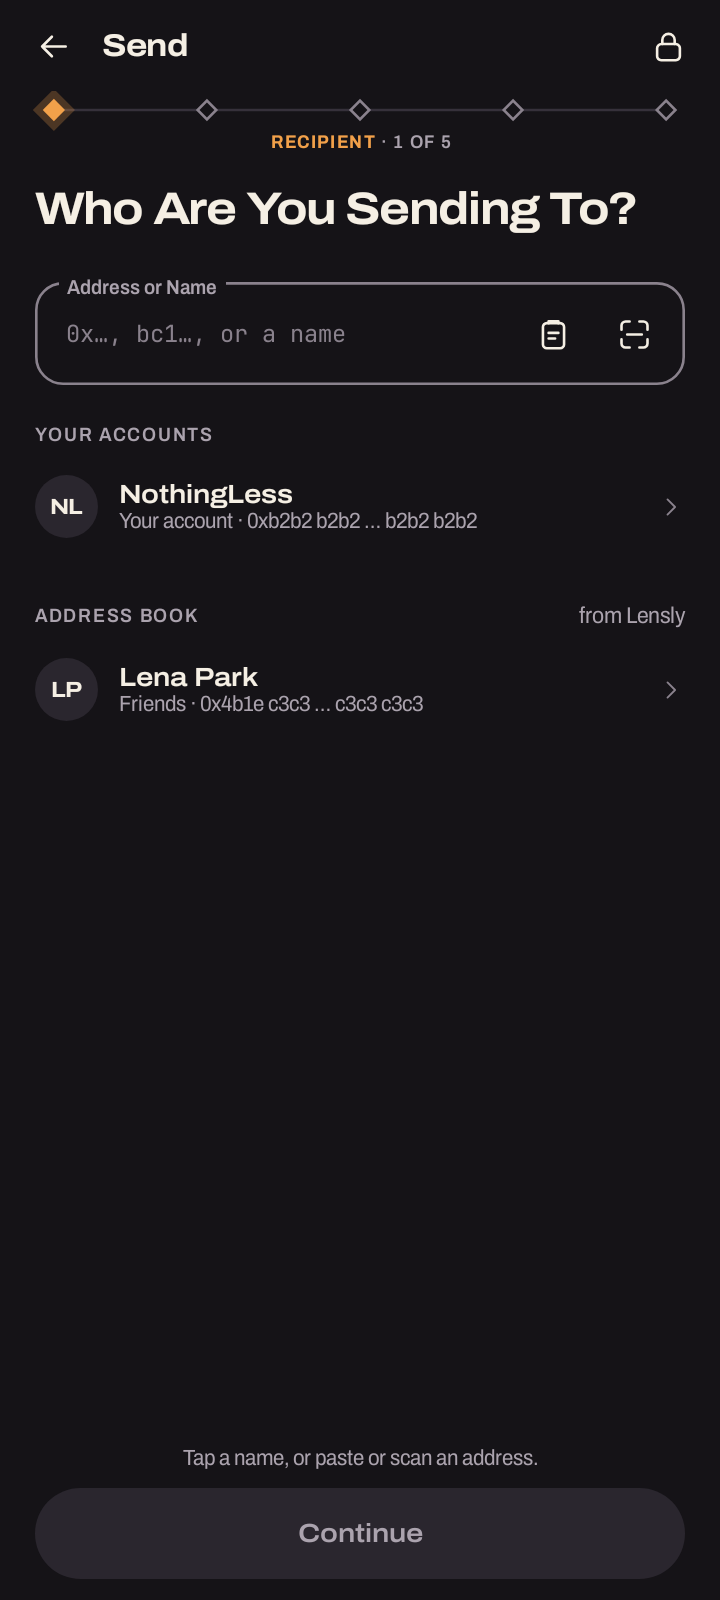 Send
RECIPIENT · 1 OF 5
Who Are You Sending To?
Address or Name
0x…, bc1…, or a name
YOUR ACCOUNTS
NL
NothingLess
Your account · 0xb2b2 b2b2 … b2b2 b2b2
ADDRESS BOOK from Lensly
LP
Lena Park
Friends · 0x4b1e c3c3 … c3c3 c3c3
Tap a name, or paste or scan an address.
Continue